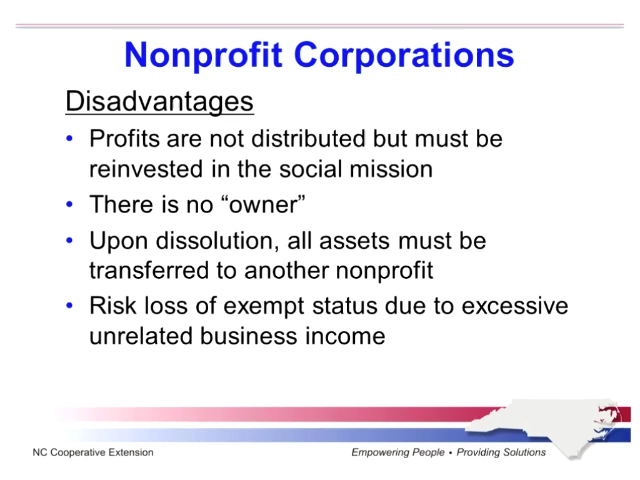 Nonprofit Corporations
Disadvantages
• Profits are not distributed but must be
reinvested in the social mission
• There is no “owner”
• Upon dissolution, all assets must be
transferred to another nonprofit
• Risk loss of exempt status due to excessive
unrelated business income
NC Cooperative Extension
Empowering People • Providing Solutions